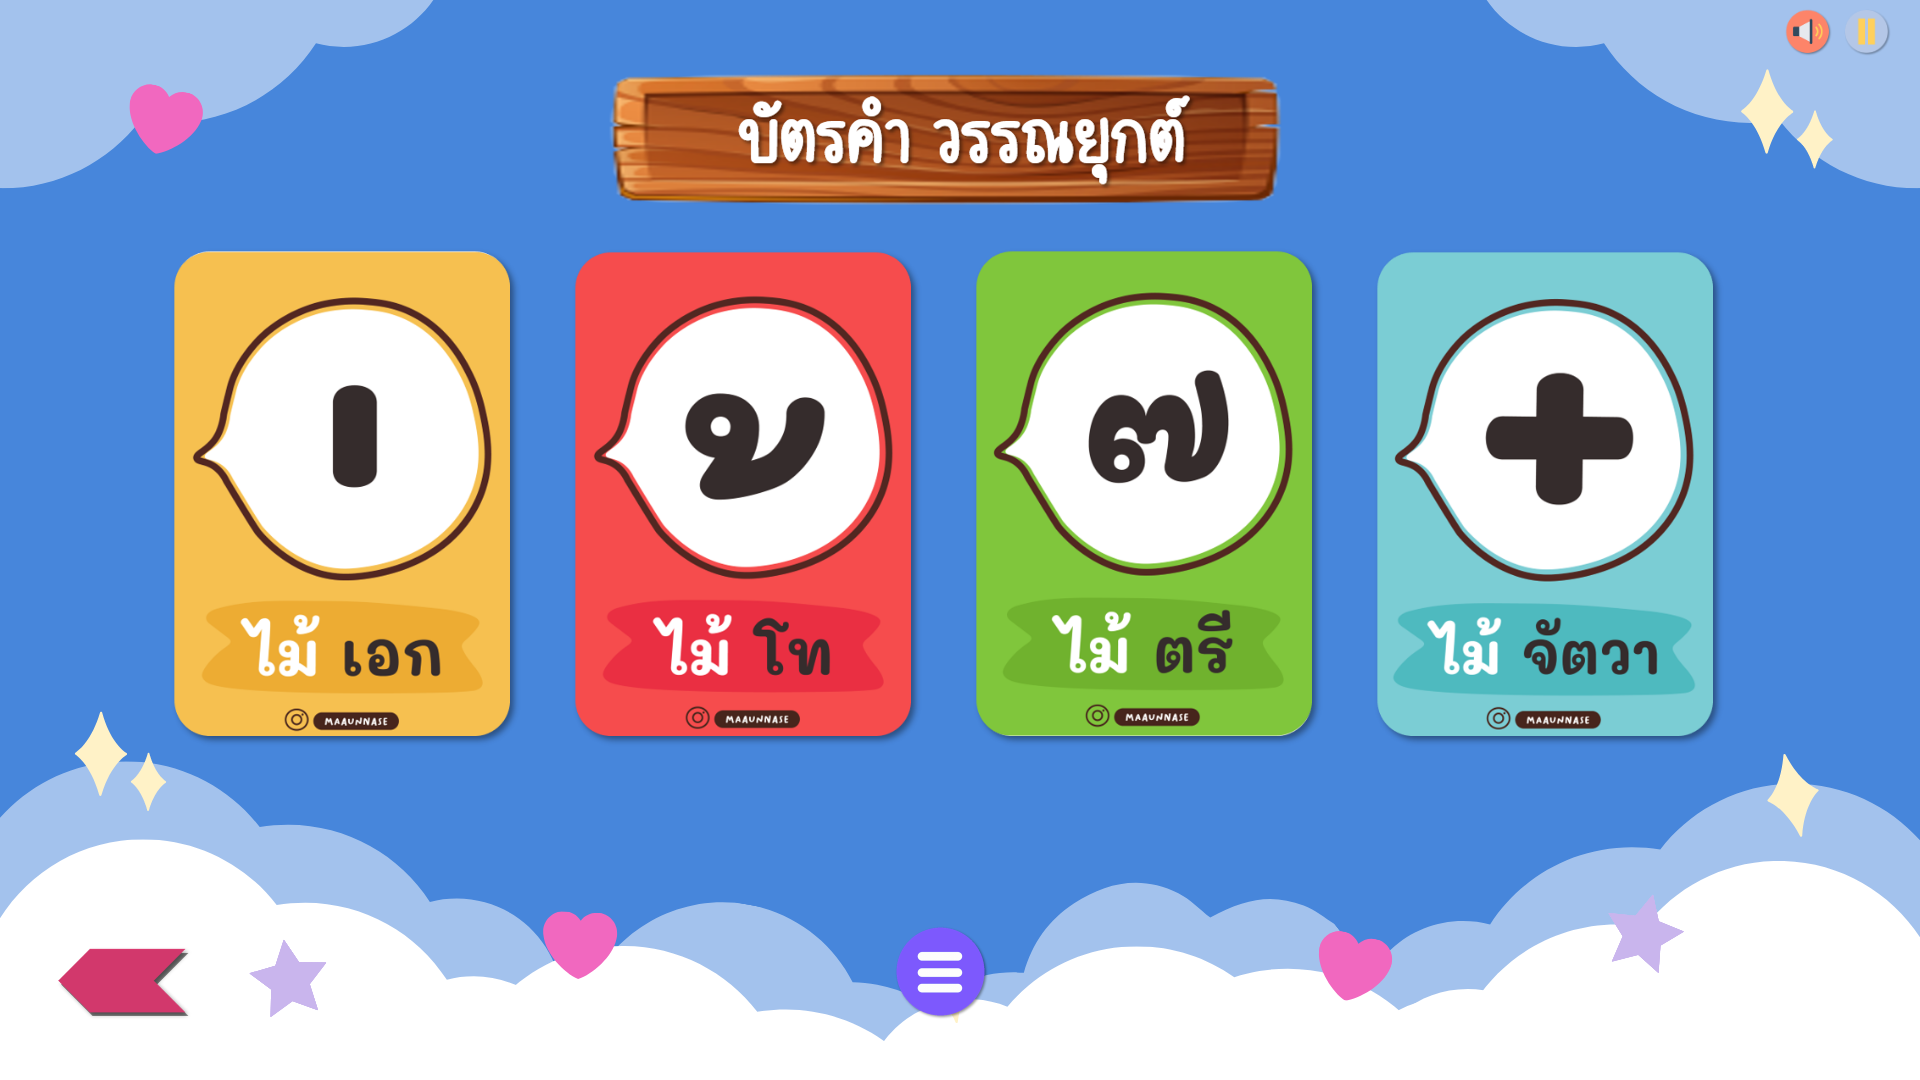 บัตรคำ วรรณยุกต์
่
้
๊
๋
ไม้ เอก
ไม้ โท
ไม้ ตรี
ไม้ จัตวา
MAAUNNASE
MAAUNNASE
MAAUNNASE
MAAUNNASE